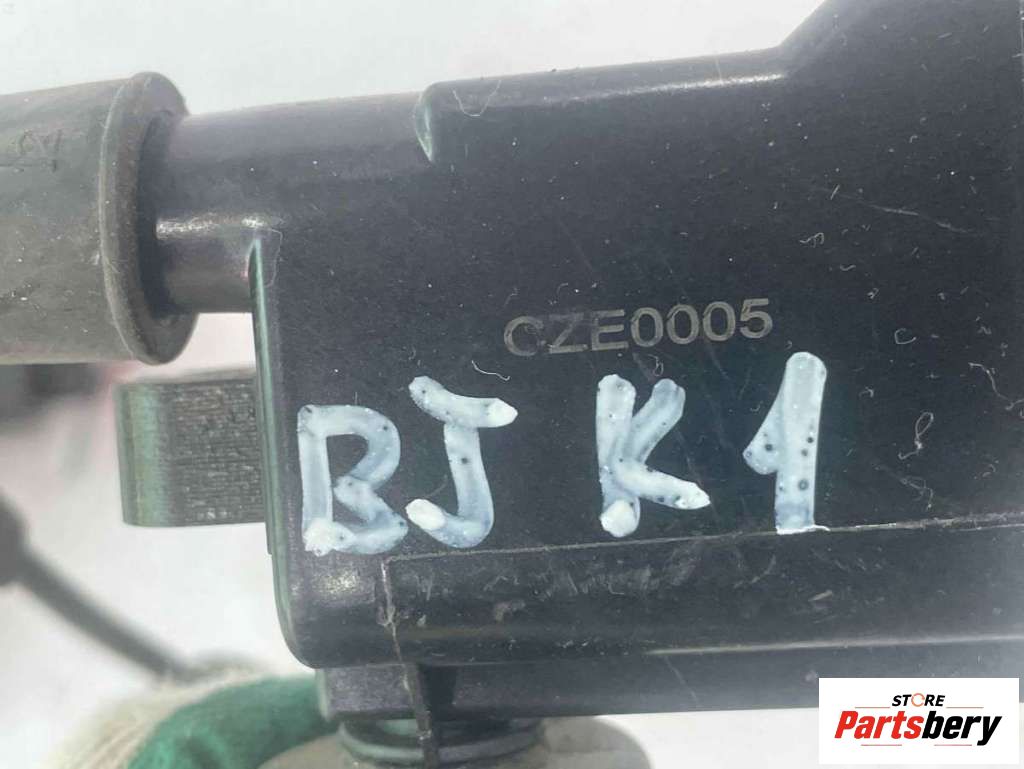 CZE0005
BJ K1
STORE
Partsbery